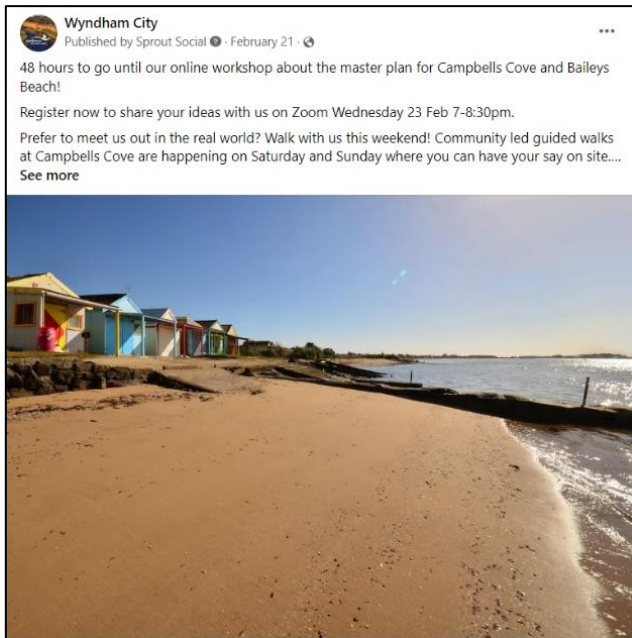 Wyndham City
Published by Sprout Social · February 21 ·
48 hours to go until our online workshop about the master plan for Campbells Cove and Baileys
Beach!
Register now to share your ideas with us on Zoom Wednesday 23 Feb 7-8:30pm.
Prefer to meet us out in the real world? Walk with us this weekend! Community led guided walks
at Campbells Cove are happening on Saturday and Sunday where you can have your say on site....
See more